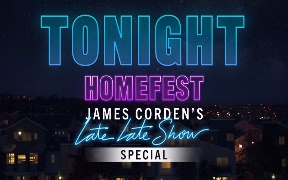 TONIGHT
HOMEFEST
JAMES CORDEN'S
Late Late Show
SPECIAL